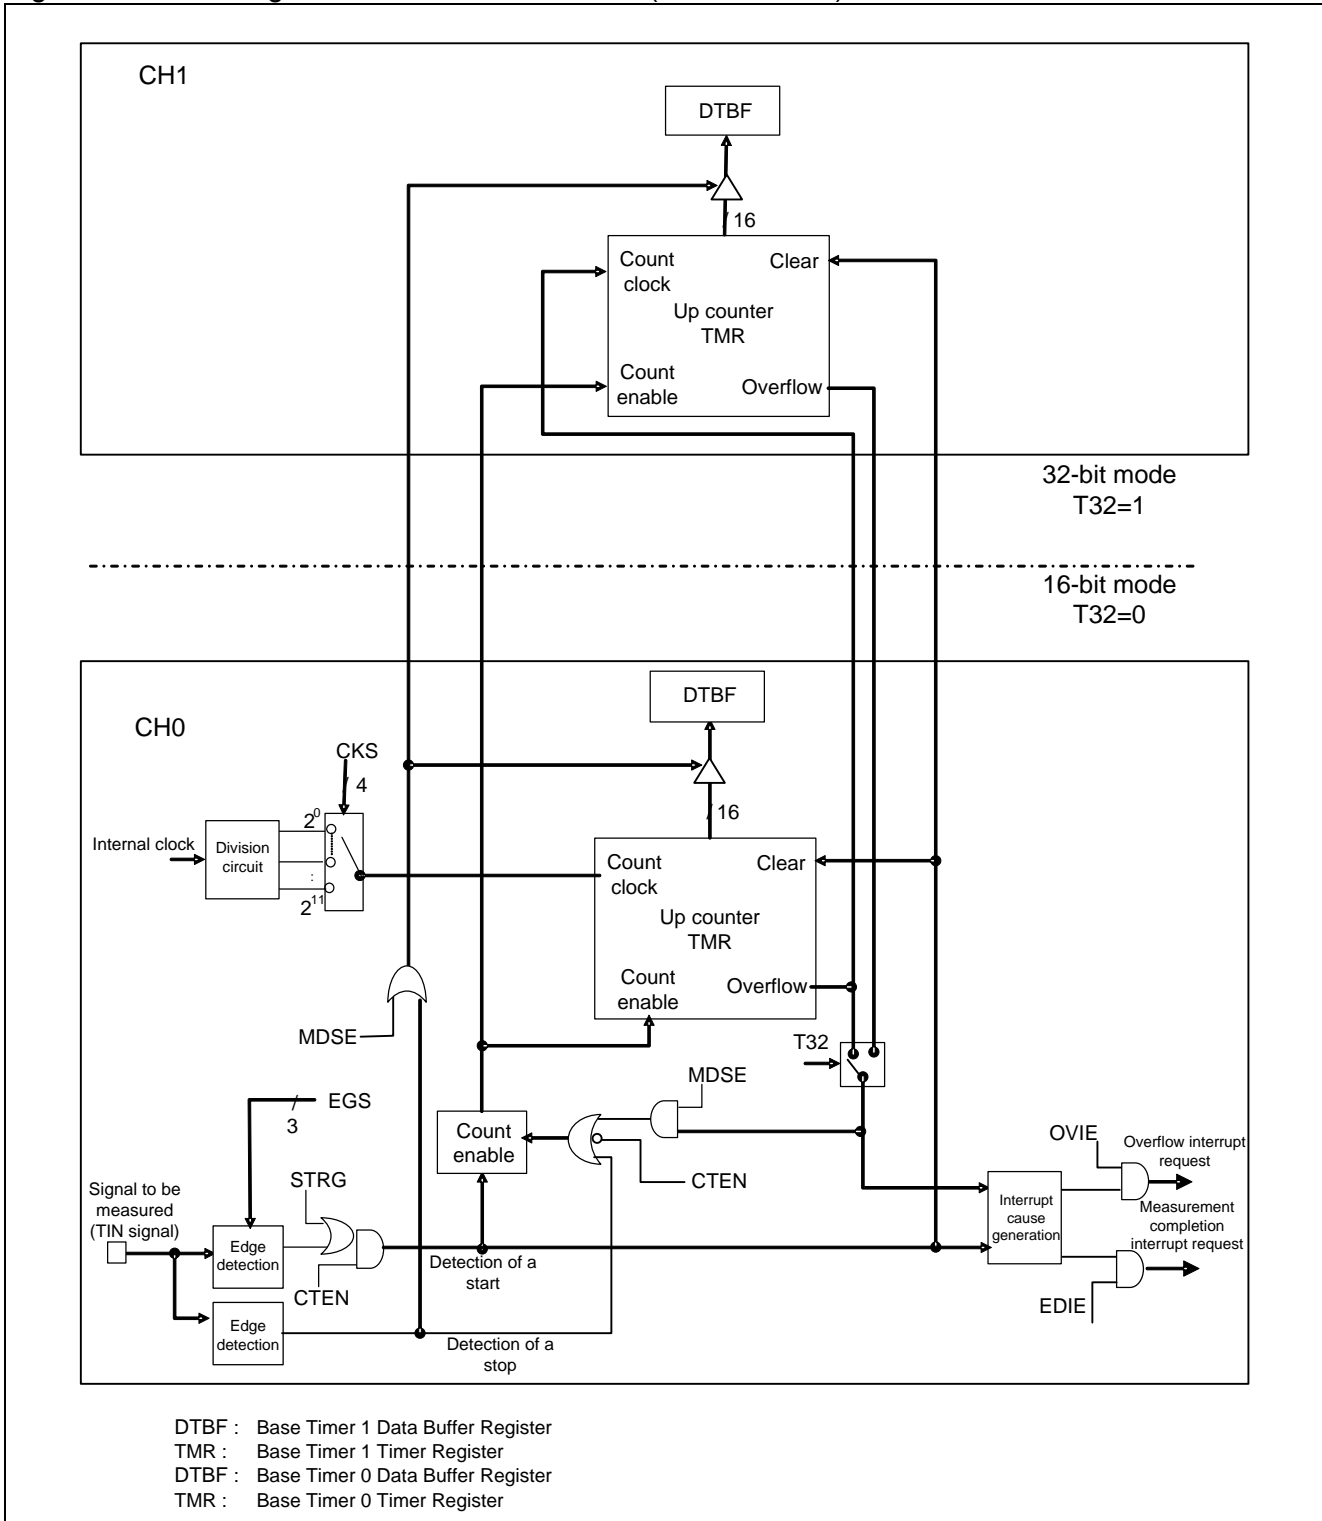 CH1
DTBF
16
Count
clock
Clear
Up counter
TMR
Count
enable
Overflow
32-bit mode
T32=1
16-bit mode
T32=0
CH0
DTBF
CKS
4
16
Internal clock
Division
circuit
2^0
:
2^11
Count
clock
Clear
Up counter
TMR
Count
enable
Overflow
MDSE
T32
MDSE
EGS
3
Count
enable
CTEN
OVIE
Overflow interrupt
request
STRG
Signal to be
measured
(TIN signal)
Edge
detection
CTEN
Detection of a
start
Interrupt
cause
generation
Measurement
completion
interrupt request
EDIE
Edge
detection
Detection of a
stop
DTBF : Base Timer 1 Data Buffer Register
TMR : Base Timer 1 Timer Register
DTBF : Base Timer 0 Data Buffer Register
TMR : Base Timer 0 Timer Register